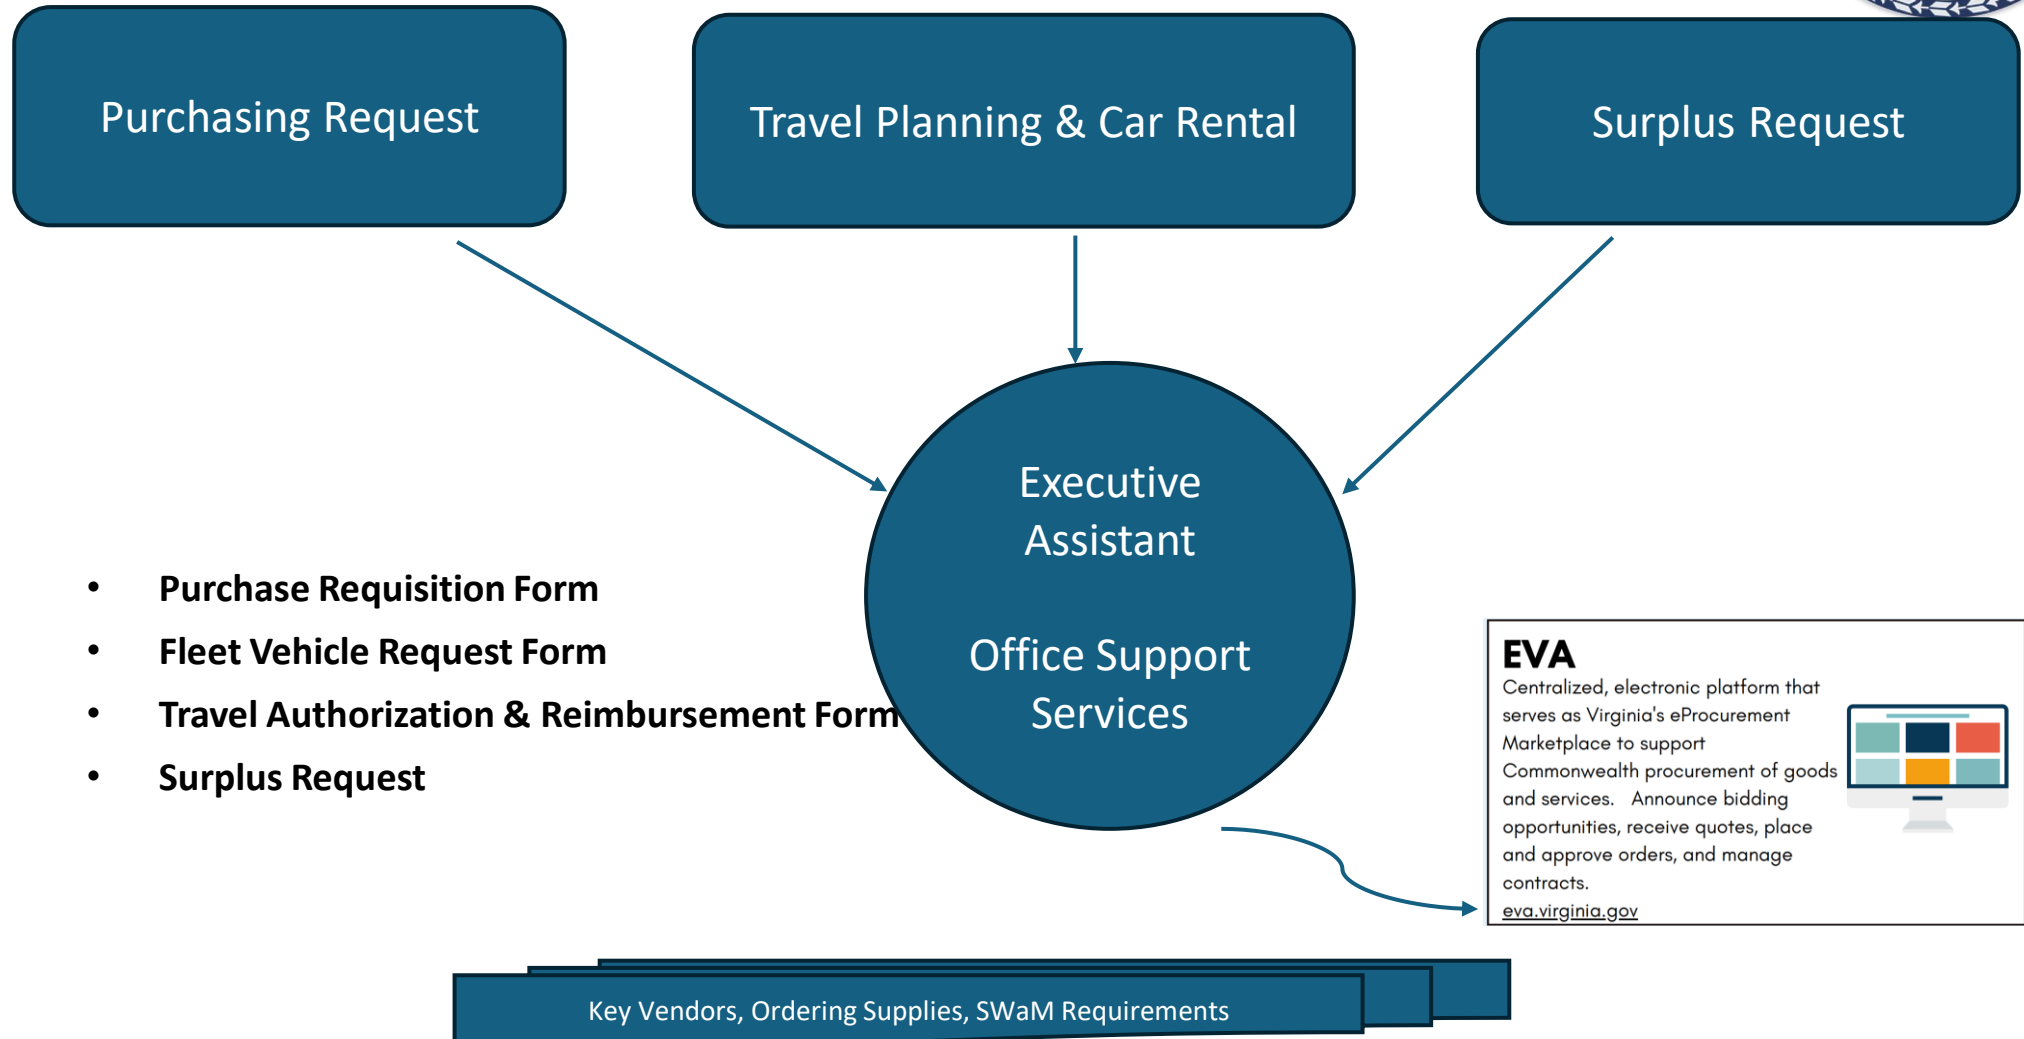 Purchasing Request
Travel Planning & Car Rental
Surplus Request
Executive
Assistant
Office Support
Services
• Purchase Requisition Form
• Fleet Vehicle Request Form
• Travel Authorization & Reimbursement Form
• Surplus Request
EVA
Centralized, electronic platform that
serves as Virginia's eProcurement
Marketplace to support
Commonwealth procurement of goods
and services. Announce bidding
opportunities, receive quotes, place
and approve orders, and manage
contracts.
eva.virginia.gov
Key Vendors, Ordering Supplies, SWaM Requirements